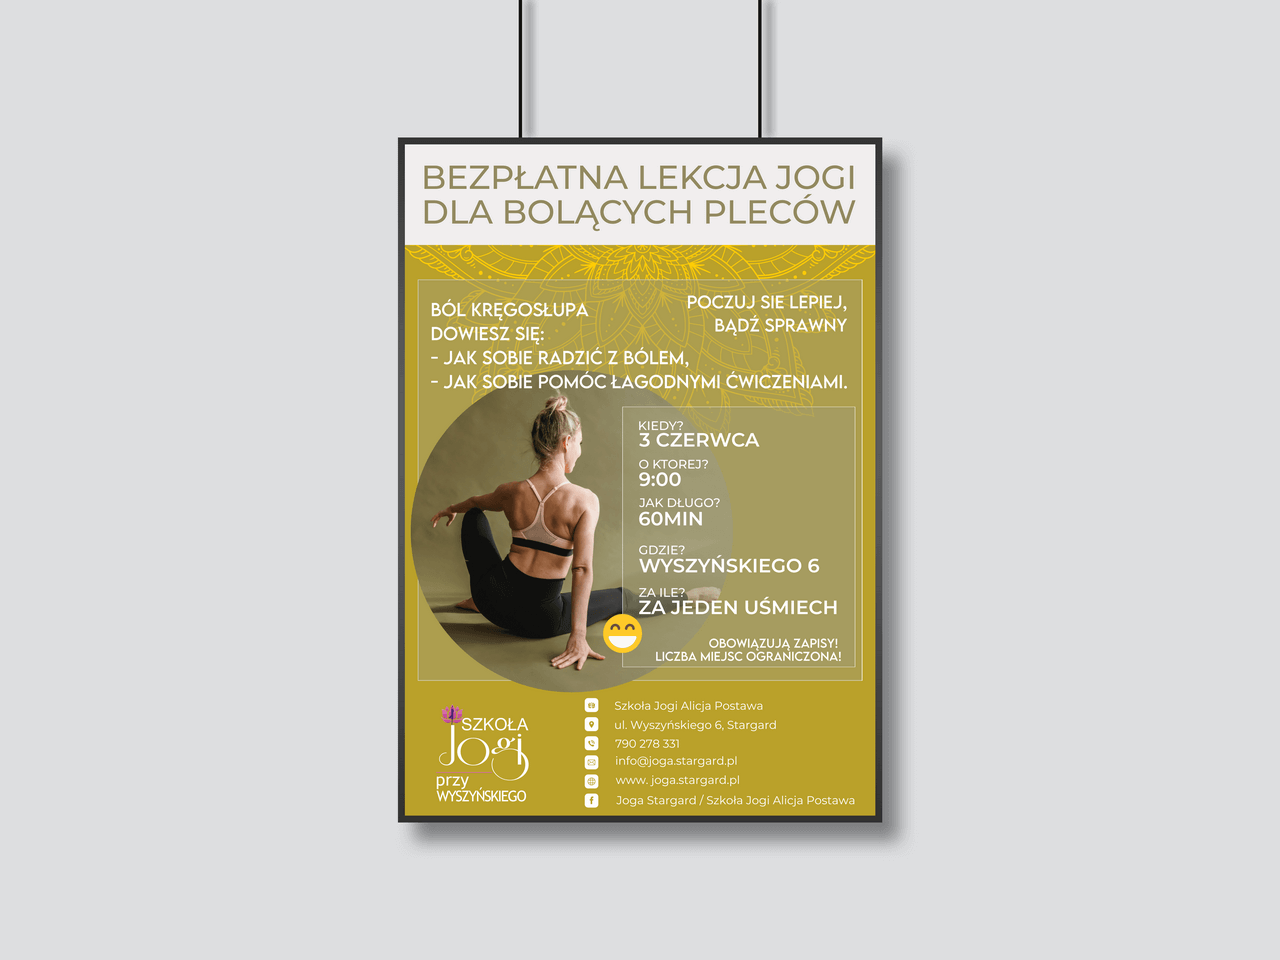 BEZPŁATNA LEKCJA JOGI
DLA BOLĄCYCH PLECÓW
BÓL KRĘGOSŁUPA
DOWIESZ SIĘ:
- JAK SOBIE RADZIĆ Z BÓLEM,
- JAK SOBIE POMÓC ŁAGODNYMI ĆWICZENIAMI.
POCZUJ SIE LEPIEJ,
BĄDŹ SPRAWNY
KIEDY?
3 CZERWCA
O KTOREJ?
9:00
JAK DŁUGO?
60MIN
GDZIE?
WYSZYŃSKIEGO 6
ZA ILE?
ZA JEDEN UŚMIECH
OBOWIĄZUJĄ ZAPISY!
LICZBA MIEJSC OGRANICZONA!
SZKOŁA
jogi
przy
WYSZYŃSKIEGO
Szkoła Jogi Alicja Postawa
ul. Wyszyńskiego 6, Stargard
790 278 331
info@joga.stargard.pl
www. joga.stargard.pl
Joga Stargard / Szkoła Jogi Alicja Postawa